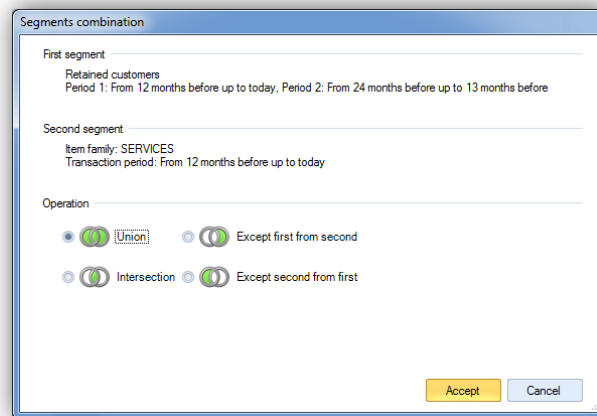 Segments combination
First segment
Retained customers
Period 1: From 12 months before up to today, Period 2: From 24 months before up to 13 months before
Second segment
Item family: SERVICES
Transaction period: From 12 months before up to today
Operation
Union Except first from second
Intersection Except second from first
Accept Cancel